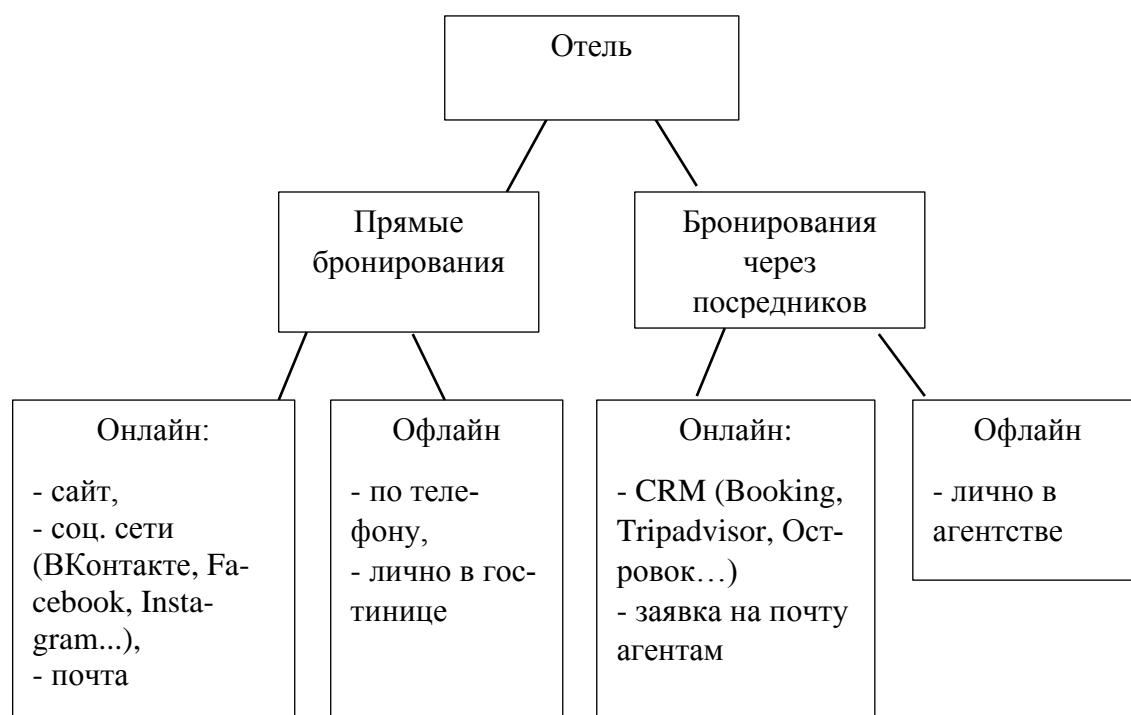 Отель
Прямые
бронирования
Бронирования
через
посредников
Онлайн:
- сайт,
- соц. сети
(ВКонтакте, Fa-
cebook, Insta-
gram...),
- почта
Офлайн
- по теле-
фону,
- лично в гос-
тинице
Онлайн:
- CRM (Booking,
Tripadvisor, Ост-
ровок…)
- заявка на почту
агентам
Офлайн
- лично в
агентстве